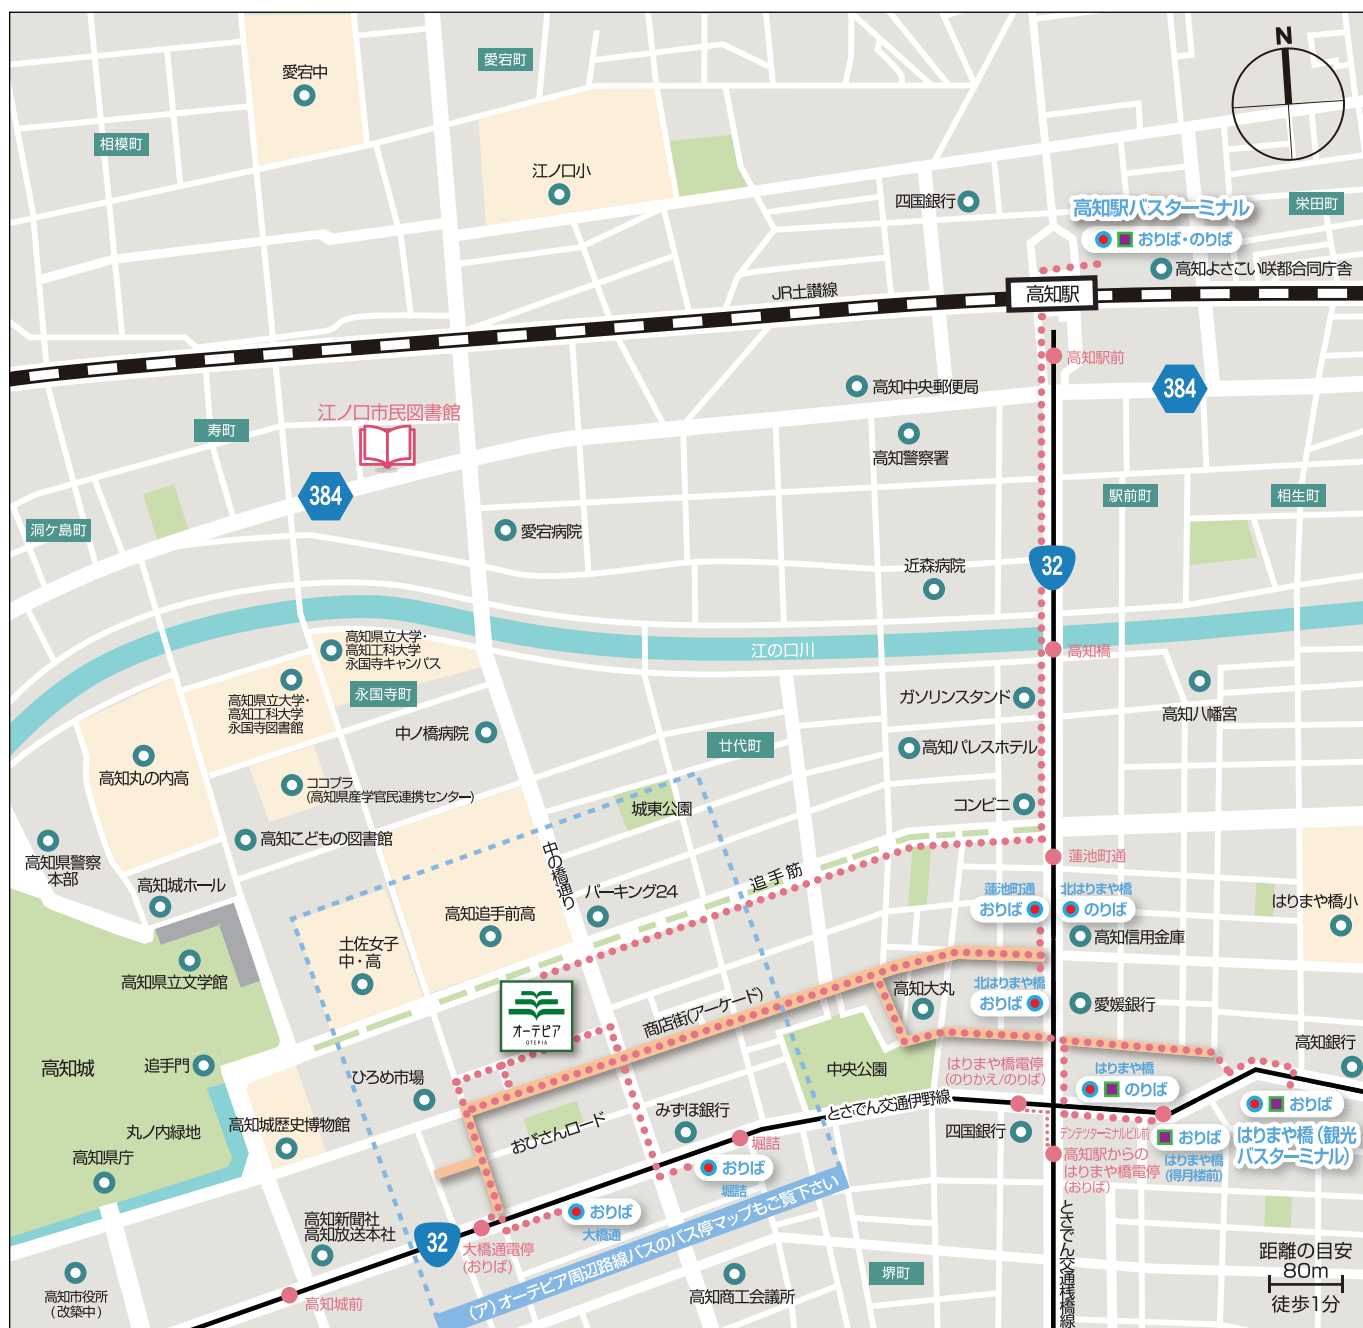 愛宕町
愛宕中
N
相模町
江ノ口小
四国銀行
高知駅バスターミナル
おりば・のりば
栄田町
高知よさこい咲都合同庁舎
JR土讃線
高知駅
高知駅前
高知中央郵便局
384
江ノ口市民図書館
寿町
高知警察署
384
駅前町
相生町
洞ケ島町
愛宕病院
近森病院
32
江の口川
高知橋
高知県立大学・
高知工科大学
永国寺キャンパス
高知県立大学・
高知工科大学
永国寺図書館
永国寺町
ガソリンスタンド
高知八幡宮
中ノ橋病院
廿代町
高知パレスホテル
高知丸の内高
ココプラ
(高知県産学官民連携センター)
城東公園
コンビニ
高知こどもの図書館
高知県警察
本部
中の橋通り
追手筋
蓮池町通
高知城ホール
パーキング24
蓮池町通
おりば
北はりまや橋
のりば
はりまや橋小
高知追手前高
土佐女子
中・高
高知信用金庫
高知県立文学館
北はりまや橋
おりば
高知大丸
愛媛銀行
オーテピア
OTEPIA
商店街(アーケード)
高知銀行
高知城
追手門
中央公園
はりまや橋電停
(のりかえ/のりば)
はりまや橋
のりば
ひろめ市場
おりば
はりまや橋(観光
バスターミナル)
とさでん交通伊野線
みずほ銀行
おびさんロード
高知城歴史博物館
丸ノ内緑地
四国銀行
デンテツターミナルビル前
おりば
はりまや橋
(得月楼前)
堀詰
高知県庁
高知駅からの
はりまや橋電停
(おりば)
おりば
堀詰
おりば
大橋通
高知新聞社
高知放送本社
32
大橋通電停
(おりば)
(ア)オーテピア周辺路線バスのバス停マップもご覧下さい
とさでん交通桟橋線
距離の目安
80m
徒歩1分
堺町
高知市役所
(改築中)
高知城前
高知商工会議所